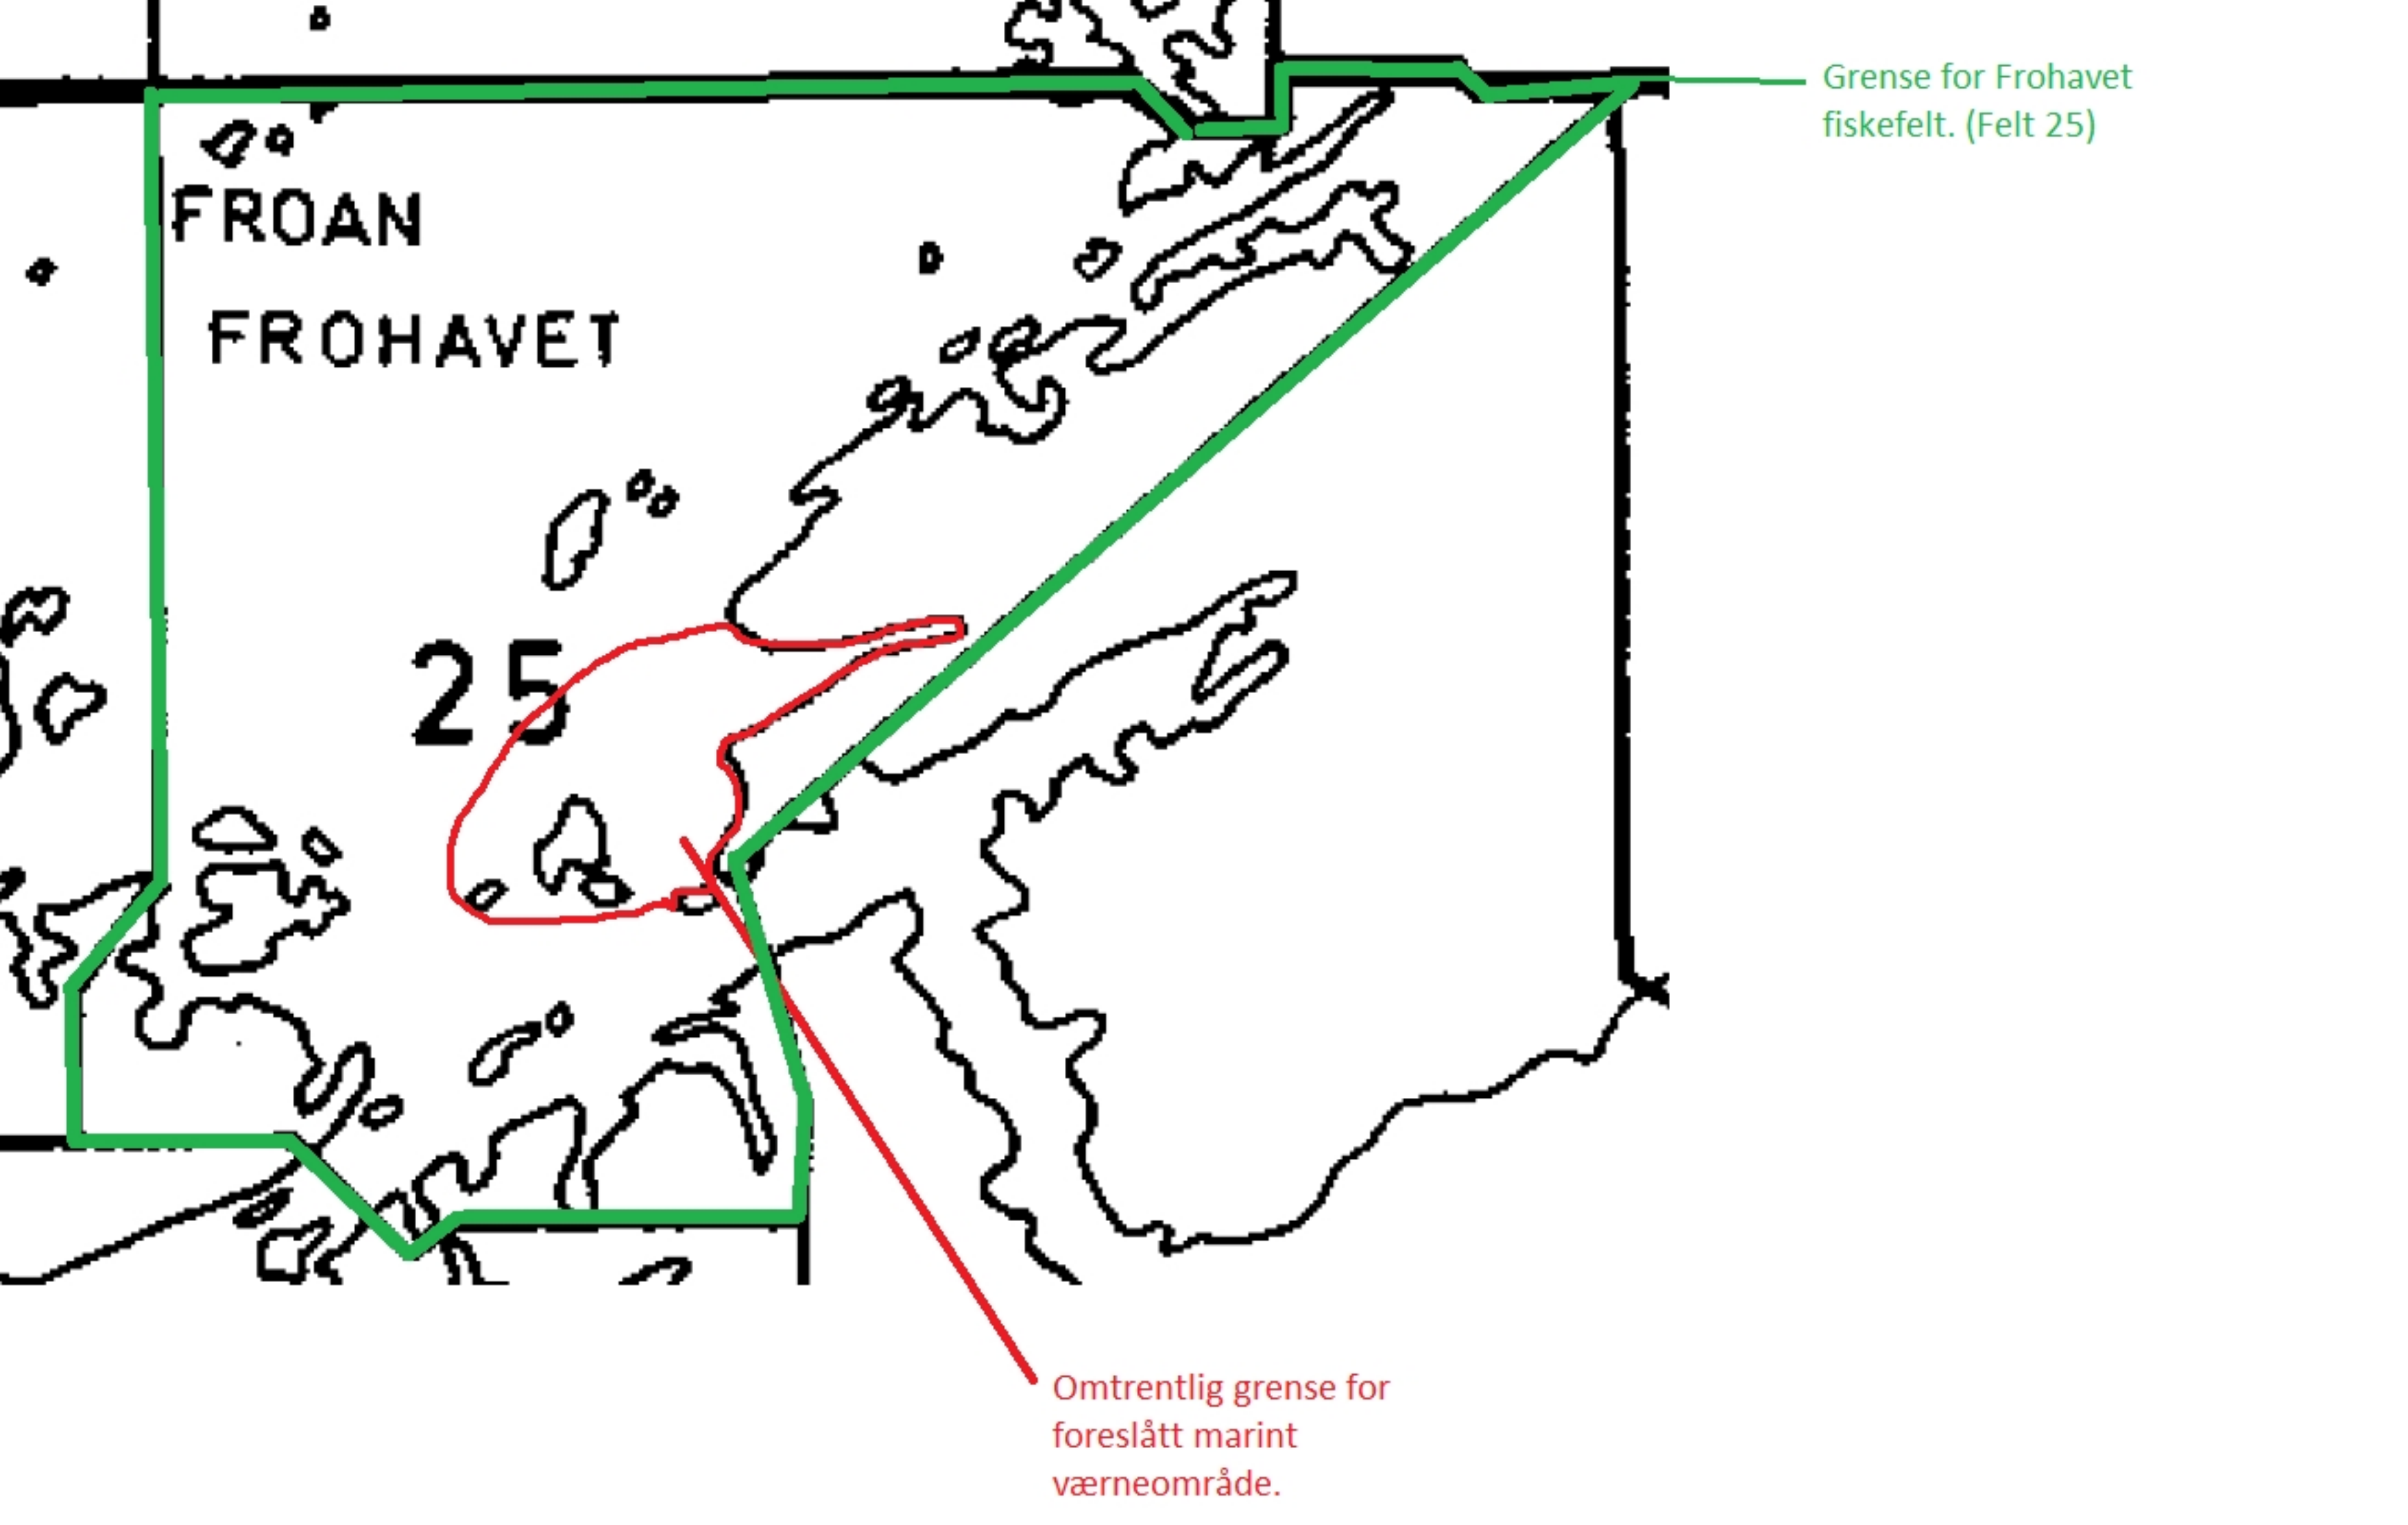 Grense for Frohavet
fiskefelt. (Felt 25)
FROAN
FROHAVET
25
Omtrentlig grense for
foreslått marint
værneområde.